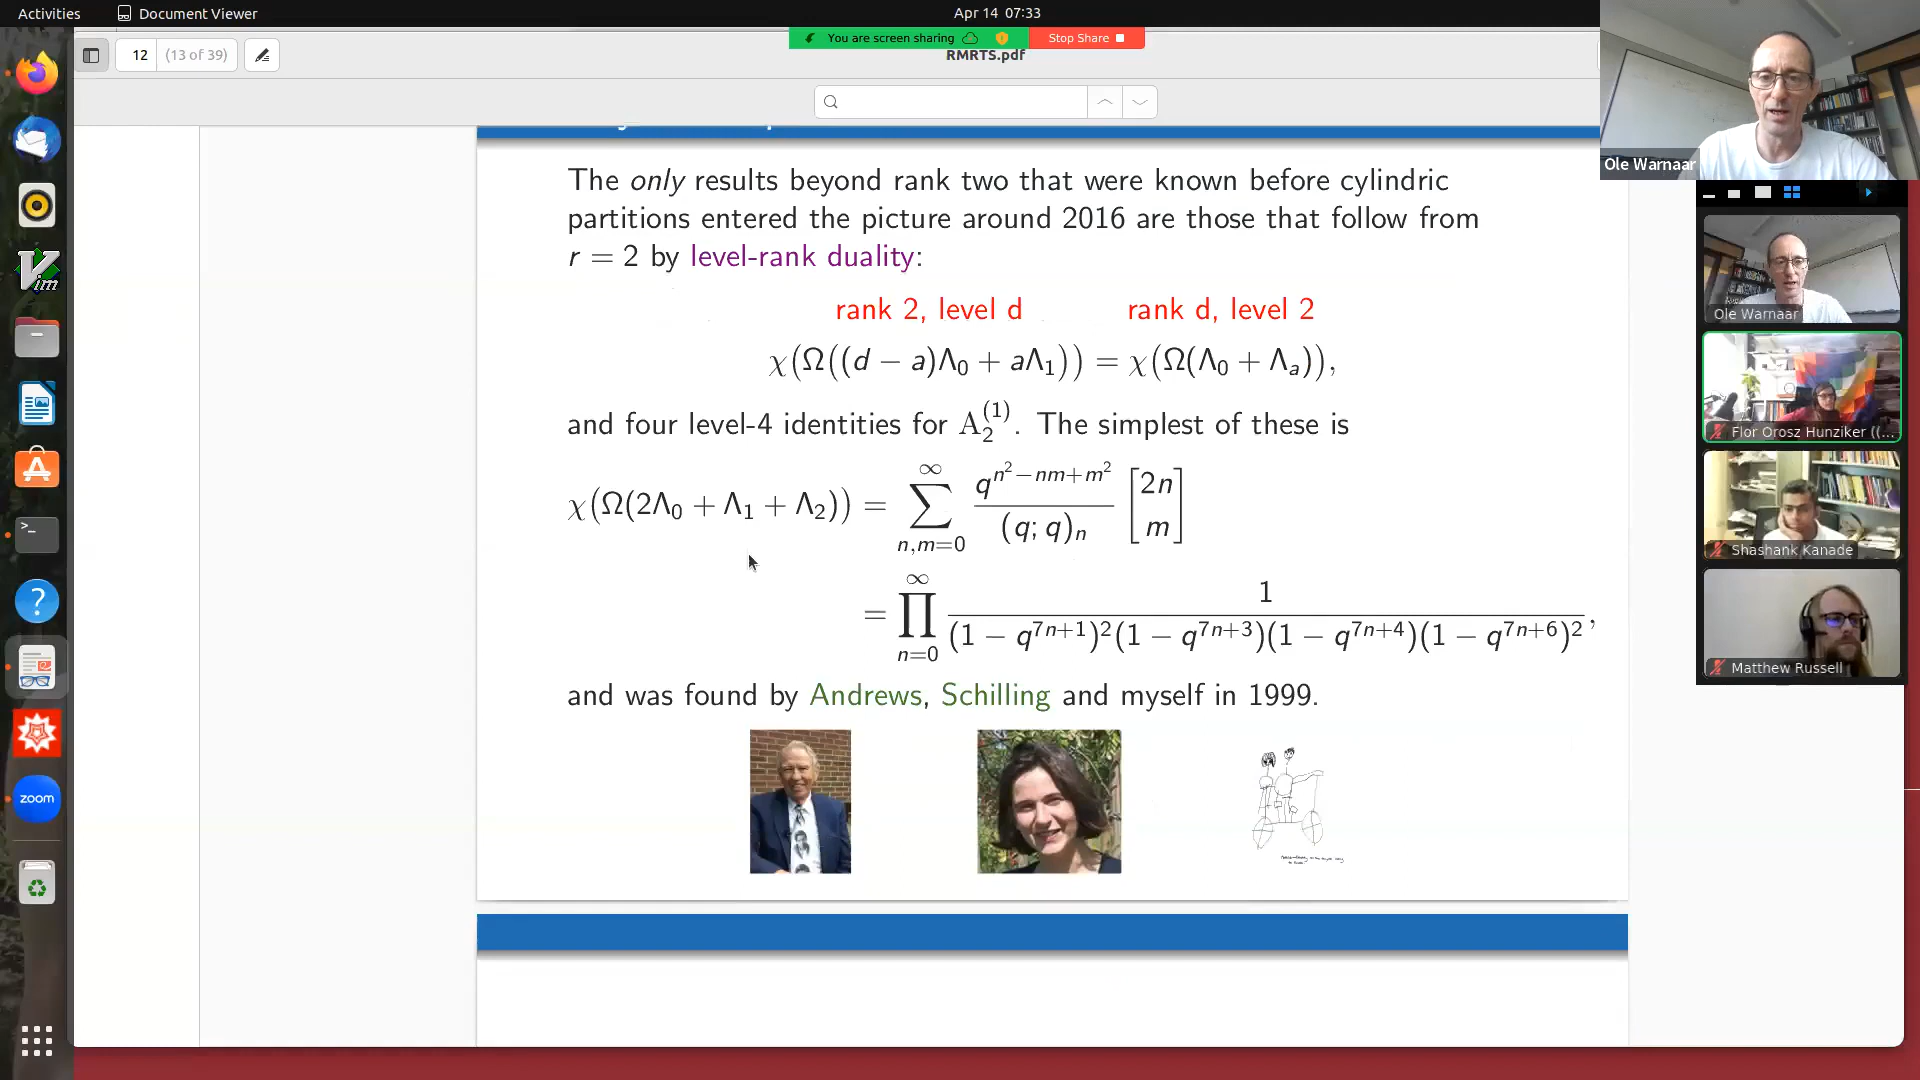 Activities
Document Viewer
Apr 14 07:33
You are screen sharing
Stop Share
12
(13 of 39)
RMRTS.pdf
The only results beyond rank two that were known before cylindric
partitions entered the picture around 2016 are those that follow from
r = 2 by level-rank duality:
rank 2, level d rank d, level 2
χ(Ω((d − a)Λ₀ + aΛ₁)) = χ(Ω(Λ₀ + Λₐ)),
and four level-4 identities for A₂⁽¹⁾. The simplest of these is
χ(Ω(2Λ₀ + Λ₁ + Λ₂)) = ∑_{n,m=0}^{∞} q^{n²−nm+m²} / (q; q)ₙ [2n m]
= ∏_{n=0}^{∞} 1 / (1 − q^{7n+1})²(1 − q^{7n+3})(1 − q^{7n+4})(1 − q^{7n+6})²,
and was found by Andrews, Schilling and myself in 1999.
Ole Warnaar
Ole Warnaar
Flor Orosz Hunziker ((...
Shashank Kanade
Matthew Russell
zoom